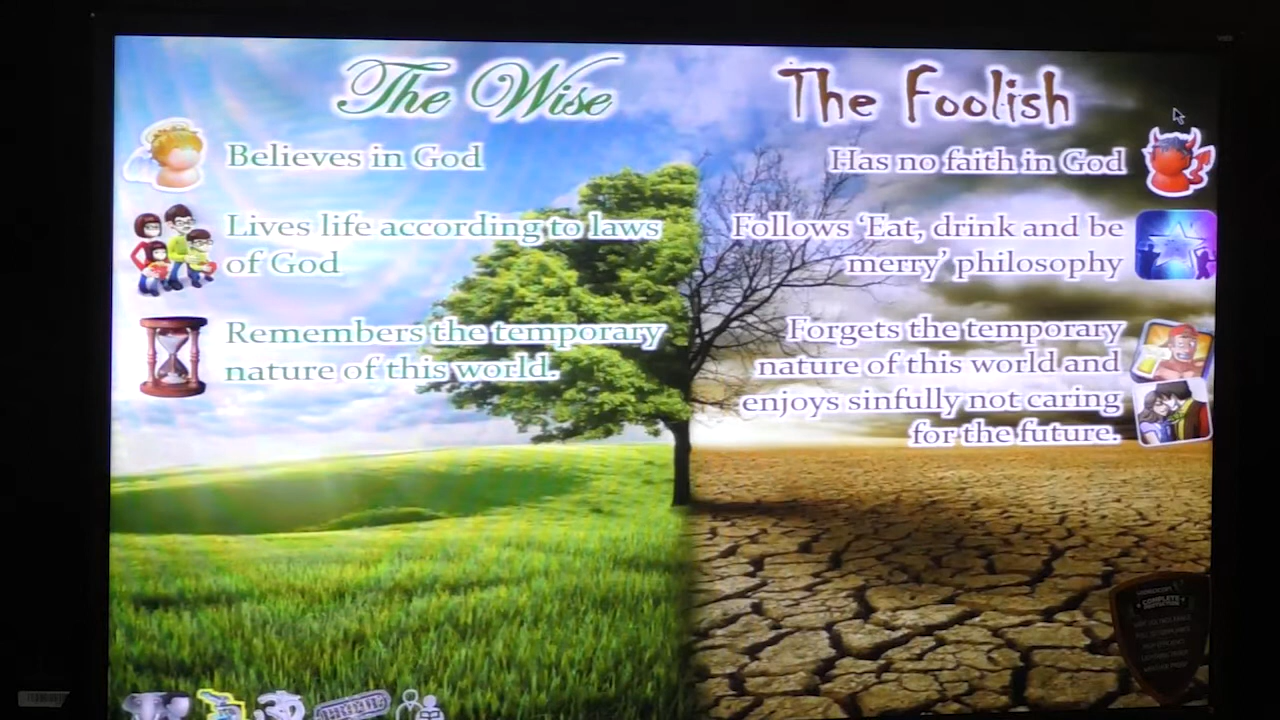 The Wise
Believes in God
Lives life according to laws
of God
Remembers the temporary
nature of this world.
The Foolish
Has no faith in God
Follows ‘Eat, drink and be
merry’ philosophy
Forgets the temporary
nature of this world and
enjoys sinfully not caring
for the future.
COMPLETE